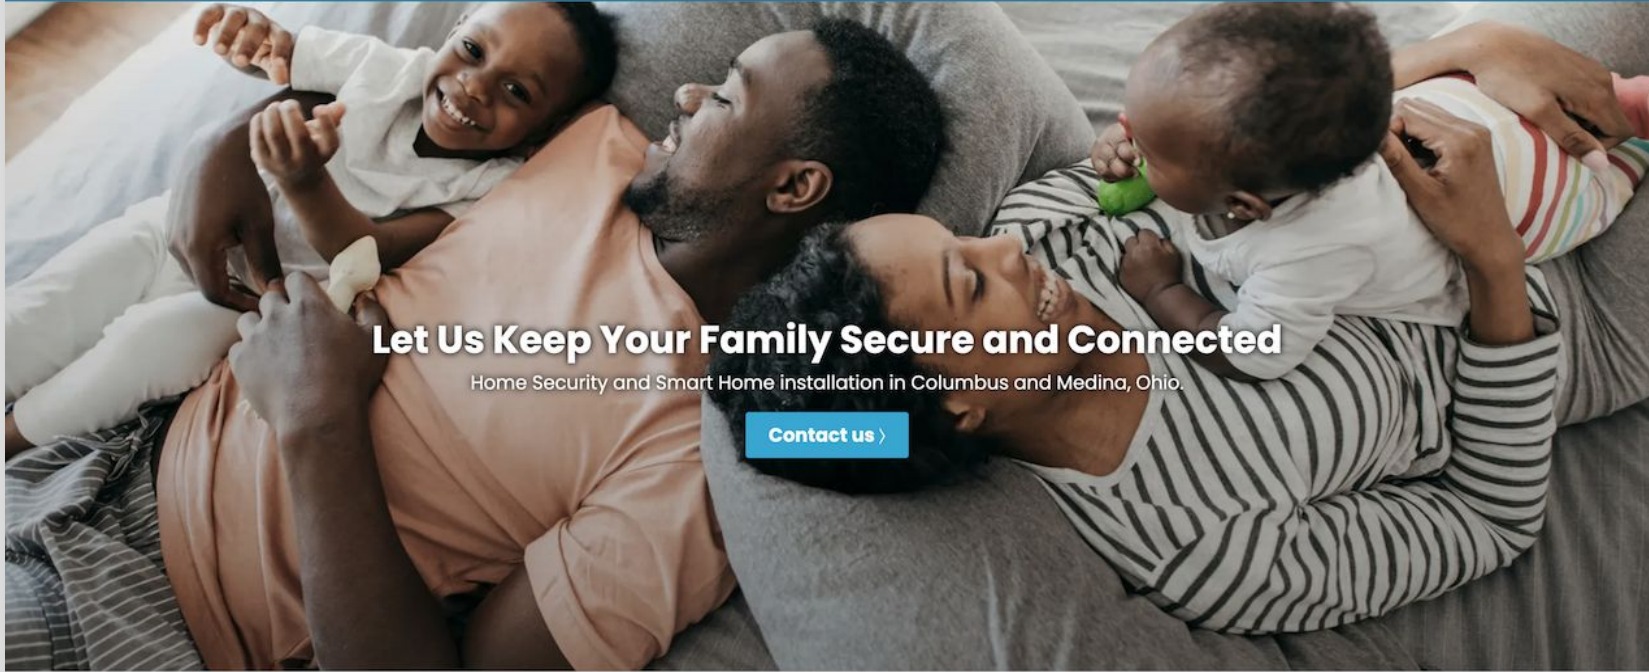 Let Us Keep Your Family Secure and Connected
Home Security and Smart Home installation in Columbus and Medina, Ohio.
Contact us 〉